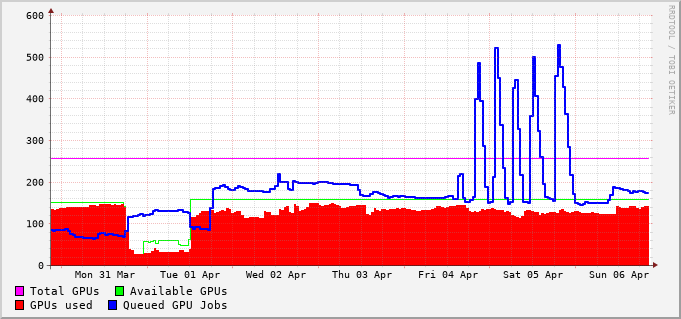 600
500
400
300
200
100
0
Mon 31 Mar Tue 01 Apr Wed 02 Apr Thu 03 Apr Fri 04 Apr Sat 05 Apr Sun 06 Apr
Total GPUs Available GPUs
GPUs used Queued GPU Jobs
RRDTOOL / TOBI OETIKER